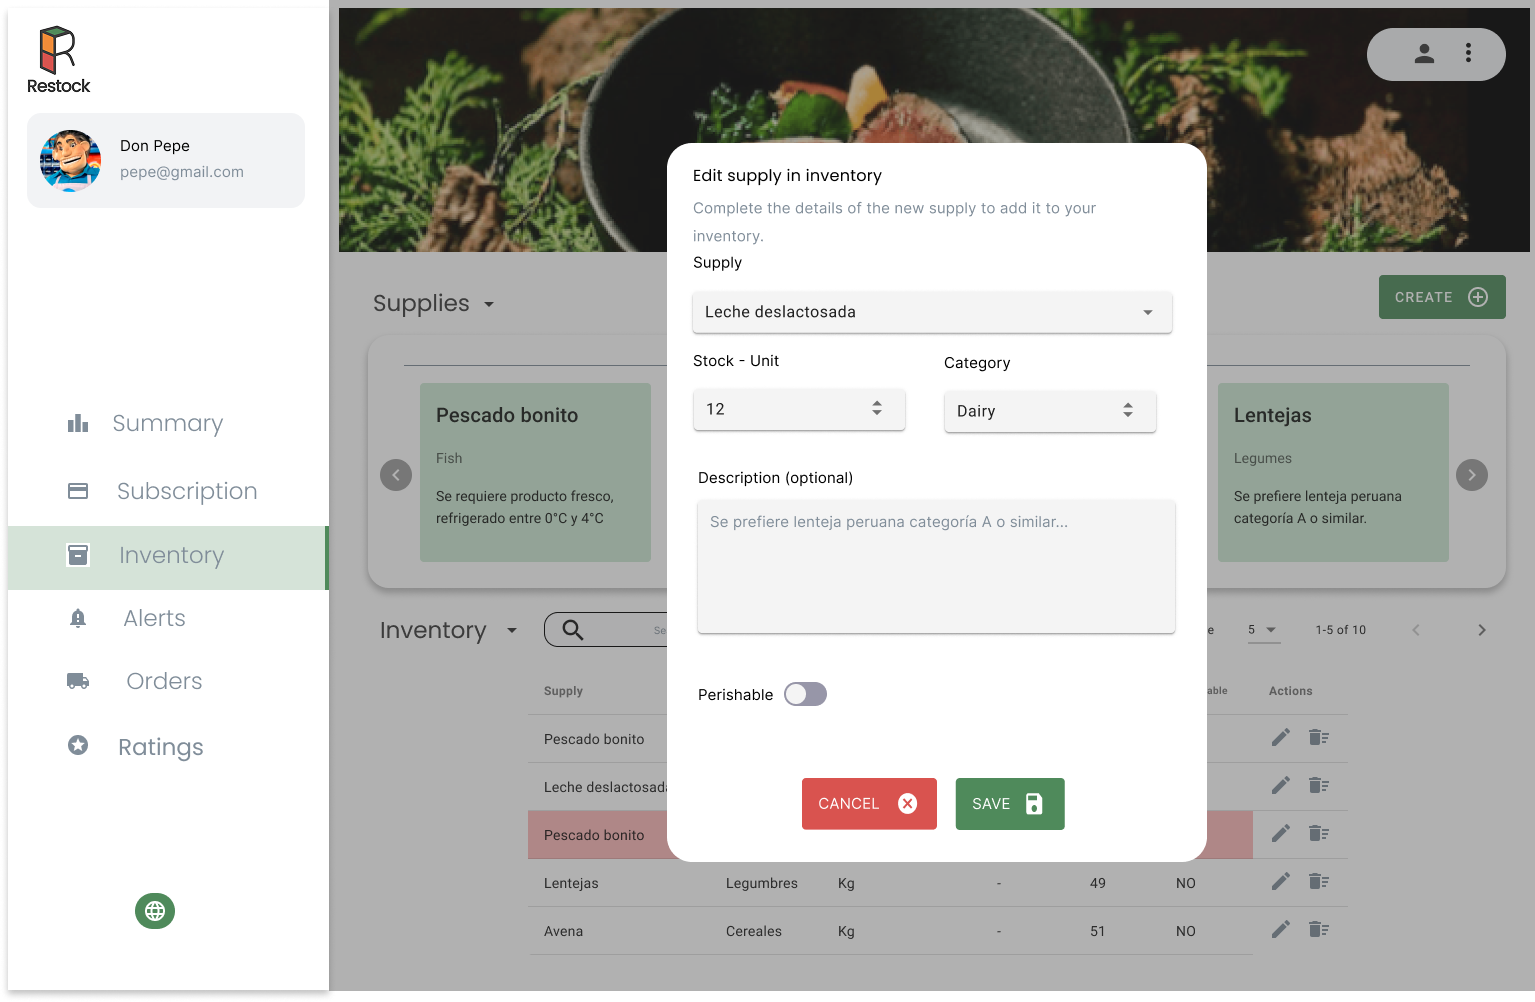 Restock
Don Pepe
pepe@gmail.com
Summary
Subscription
Inventory
Alerts
Orders
Ratings
Supplies
CREATE
Pescado bonito
Fish
Se requiere producto fresco,
refrigerado entre 0°C y 4°C
Lentejas
Legumes
Se prefiere lenteja peruana
categoría A o similar.
Edit supply in inventory
Complete the details of the new supply to add it to your
inventory.
Supply
Leche deslactosada
Stock - Unit
Category
12
Dairy
Description (optional)
Se prefiere lenteja peruana categoría A o similar...
Perishable
CANCEL
SAVE
Inventory
5
1-5 of 10
Supply
Actions
Pescado bonito
Leche deslactosada
Pescado bonito
Lentejas Legumbres Kg - 49 NO
Avena Cereales Kg - 51 NO